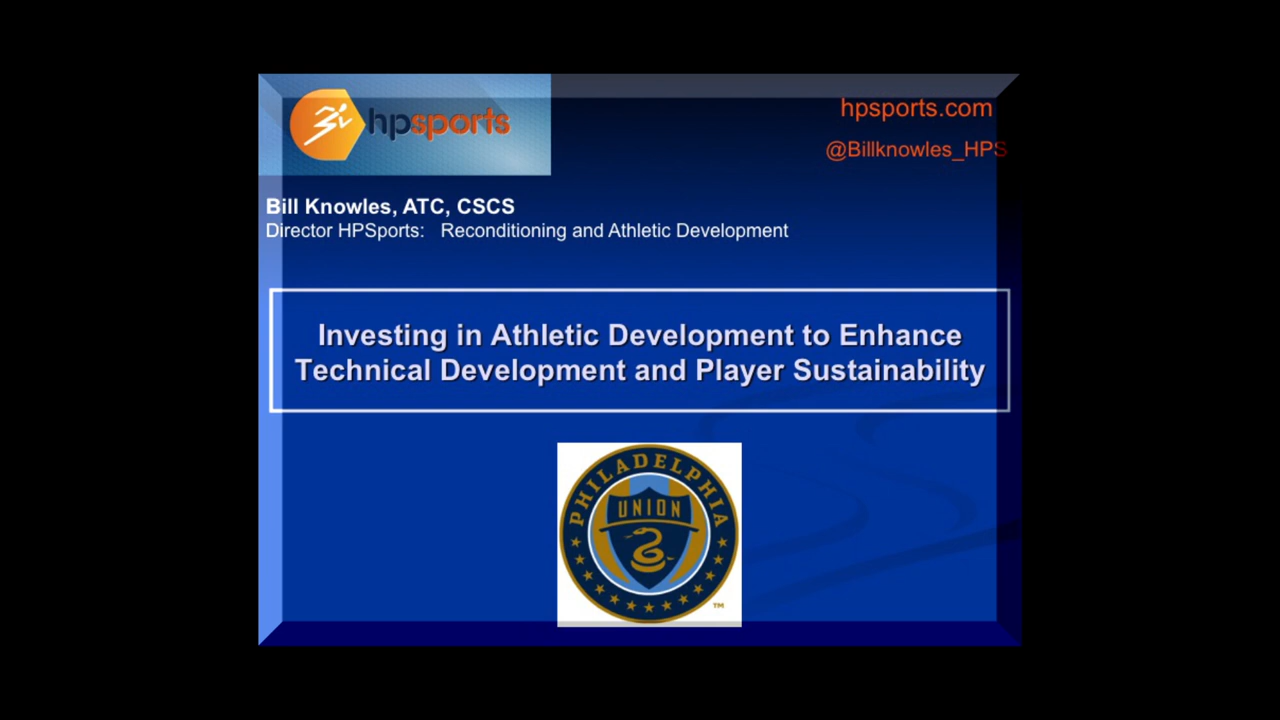 hpsports
hpsports.com
@Billknowles_HPS
Bill Knowles, ATC, CSCS
Director HPSports: Reconditioning and Athletic Development
Investing in Athletic Development to Enhance
Technical Development and Player Sustainability
PHILADELPHIA
UNION
TM